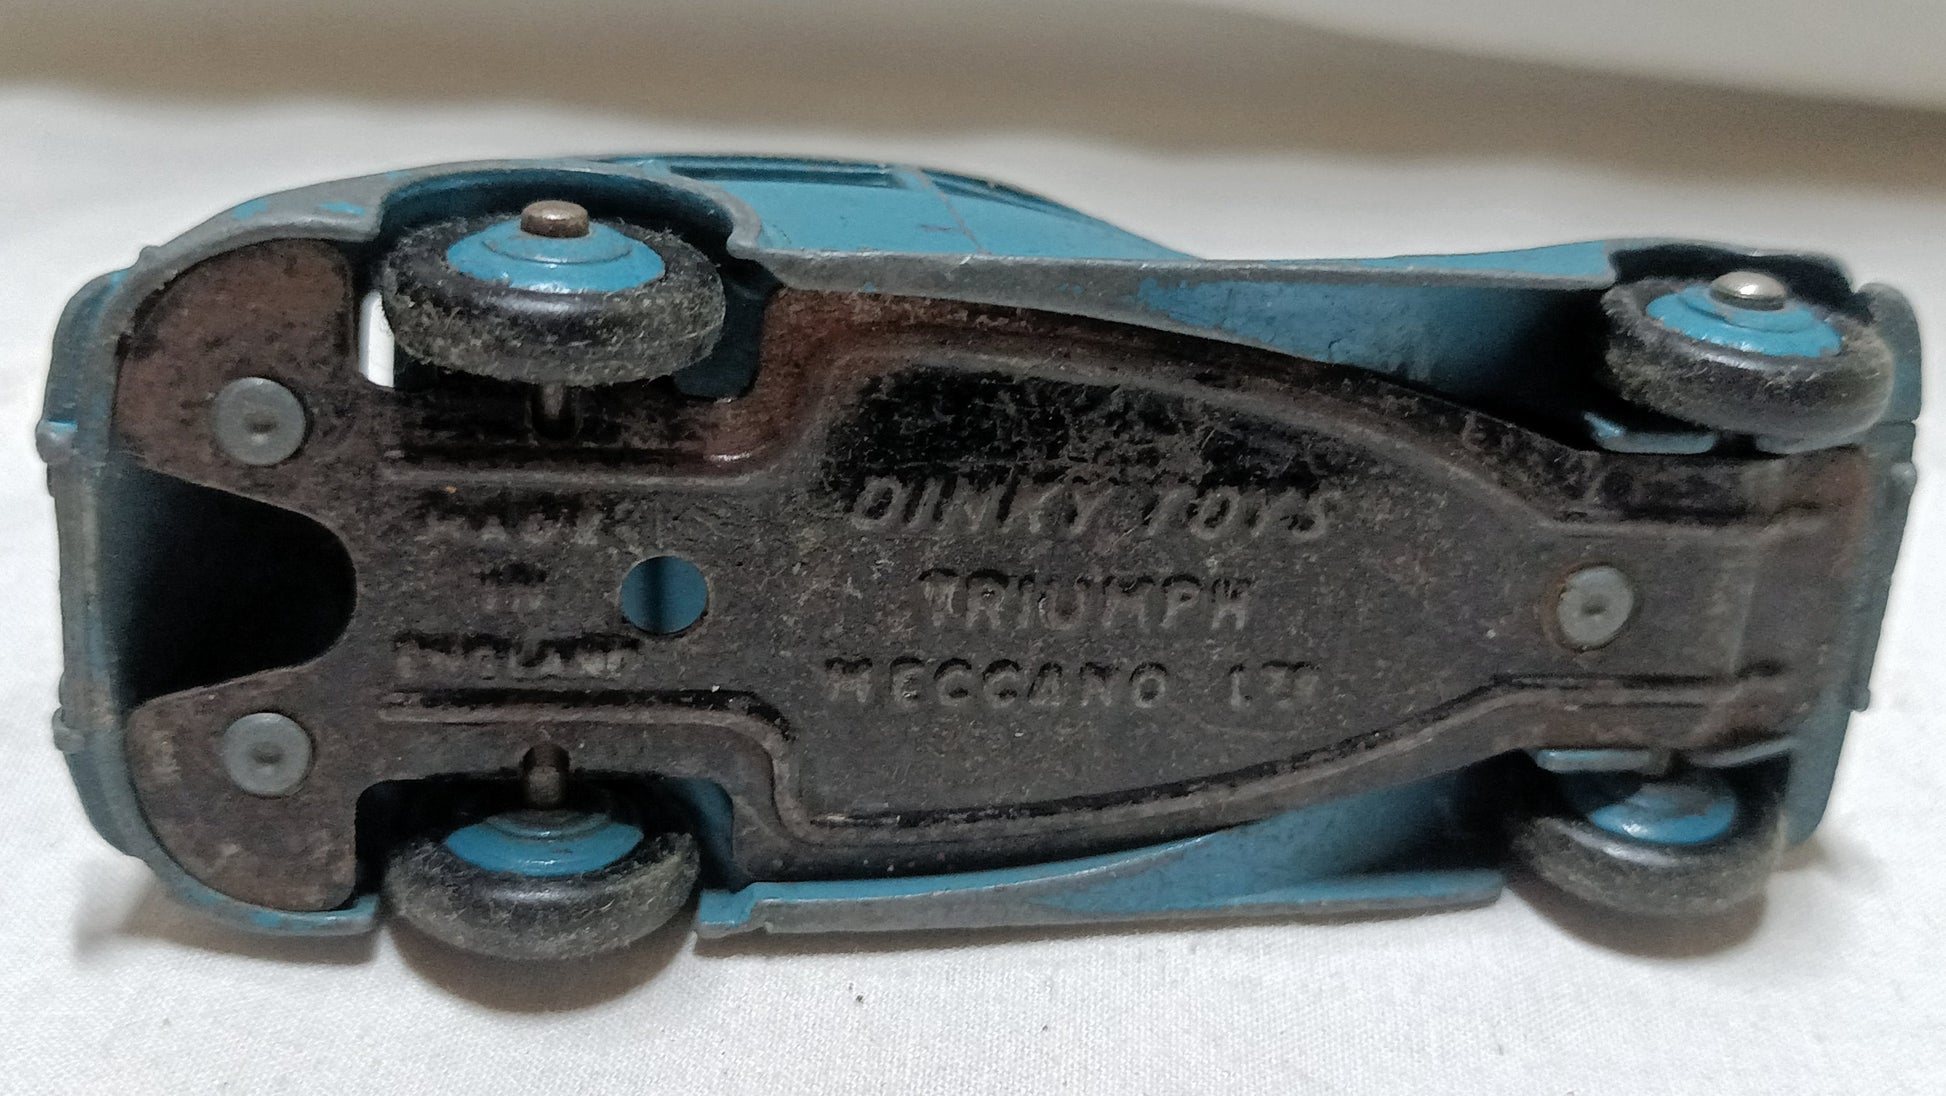 DINKY TOYS
TRIUMPH
MECCANO LTD
MADE
IN
ENGLAND